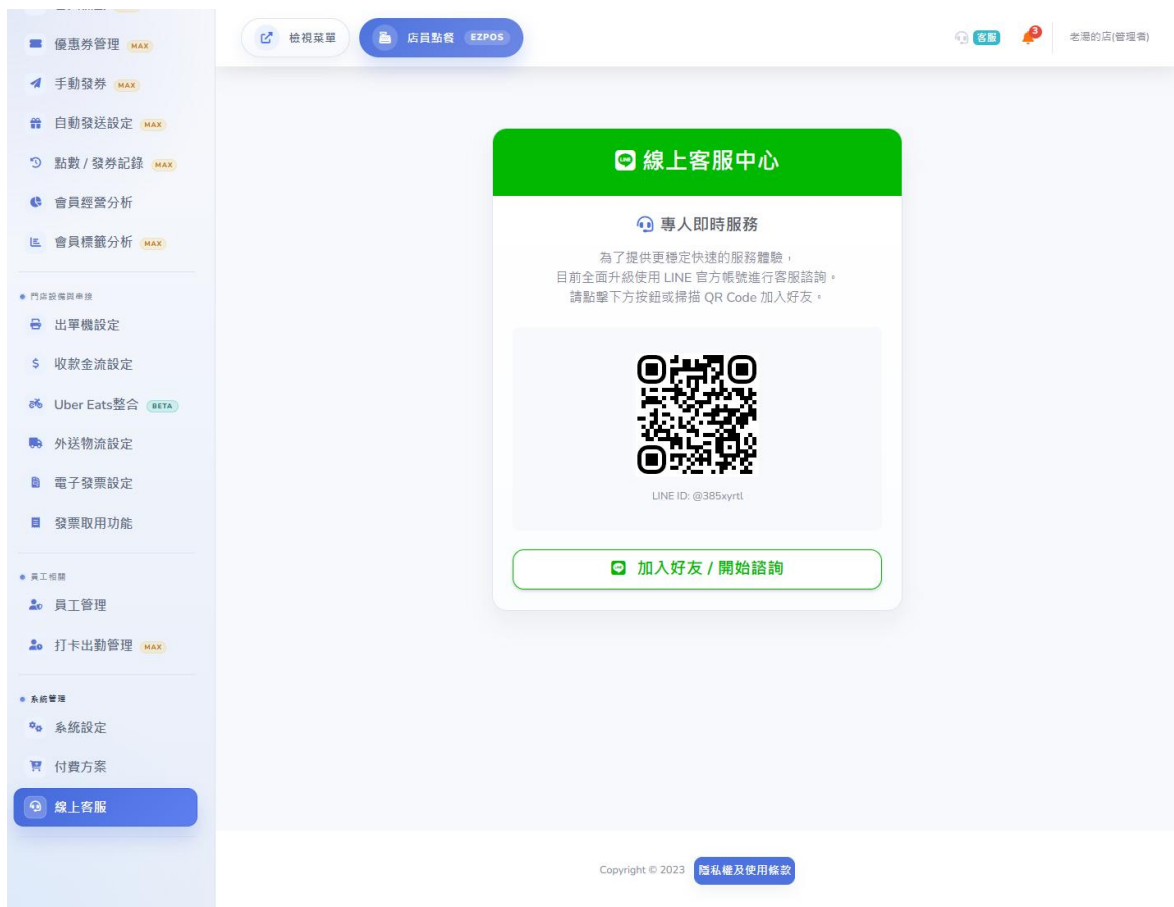 優惠券管理 MAX
手動發券 MAX
自動發送設定 MAX
點數 / 發券記錄 MAX
會員經營分析
會員標籤分析 MAX
門店設備與串接
出單機設定
收款金流設定
Uber Eats整合 BETA
外送物流設定
電子發票設定
發票取用功能
員工相關
員工管理
打卡出勤管理 MAX
系統管理
系統設定
付費方案
線上客服
檢視菜單
店員點餐 EZPOS
客服
3
老湯的店(管理者)
線上客服中心
專人即時服務
為了提供更穩定快速的服務體驗，
目前全面升級使用 LINE 官方帳號進行客服諮詢。
請點擊下方按鈕或掃描 QR Code 加入好友。
LINE ID: @385xyrtl
加入好友 / 開始諮詢
Copyright © 2023 隱私權及使用條款